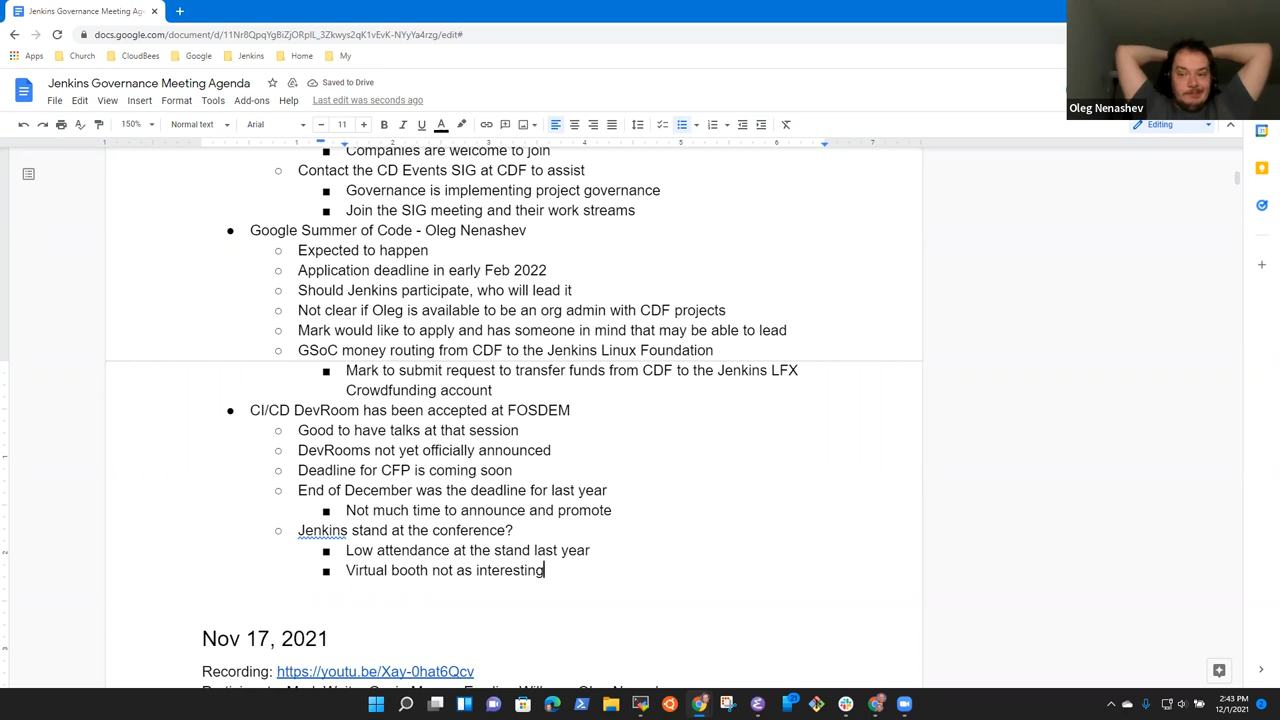 Jenkins Governance Meeting Ag
docs.google.com/document/d/11Nr8QpqYgBiZjORpIL_3Zkwys2qK1vEvK-NYyYa4rzg/edit#
Apps Church CloudBees Google Jenkins Home My
Jenkins Governance Meeting Agenda Saved to Drive
File Edit View Insert Format Tools Add-ons Help Last edit was seconds ago
Oleg Nenashev
150% Normal text Arial 11 Editing
1 1 2 3 4 5 6 7
Companies are welcome to join
Contact the CD Events SIG at CDF to assist
Governance is implementing project governance
Join the SIG meeting and their work streams
Google Summer of Code - Oleg Nenashev
Expected to happen
Application deadline in early Feb 2022
Should Jenkins participate, who will lead it
Not clear if Oleg is available to be an org admin with CDF projects
Mark would like to apply and has someone in mind that may be able to lead
GSoC money routing from CDF to the Jenkins Linux Foundation
Mark to submit request to transfer funds from CDF to the Jenkins LFX
Crowdfunding account
CI/CD DevRoom has been accepted at FOSDEM
Good to have talks at that session
DevRooms not yet officially announced
Deadline for CFP is coming soon
End of December was the deadline for last year
Not much time to announce and promote
Jenkins stand at the conference?
Low attendance at the stand last year
Virtual booth not as interesting
Nov 17, 2021
Recording: https://youtu.be/Xay-0hat6Qcv
2:43 PM
12/1/2021